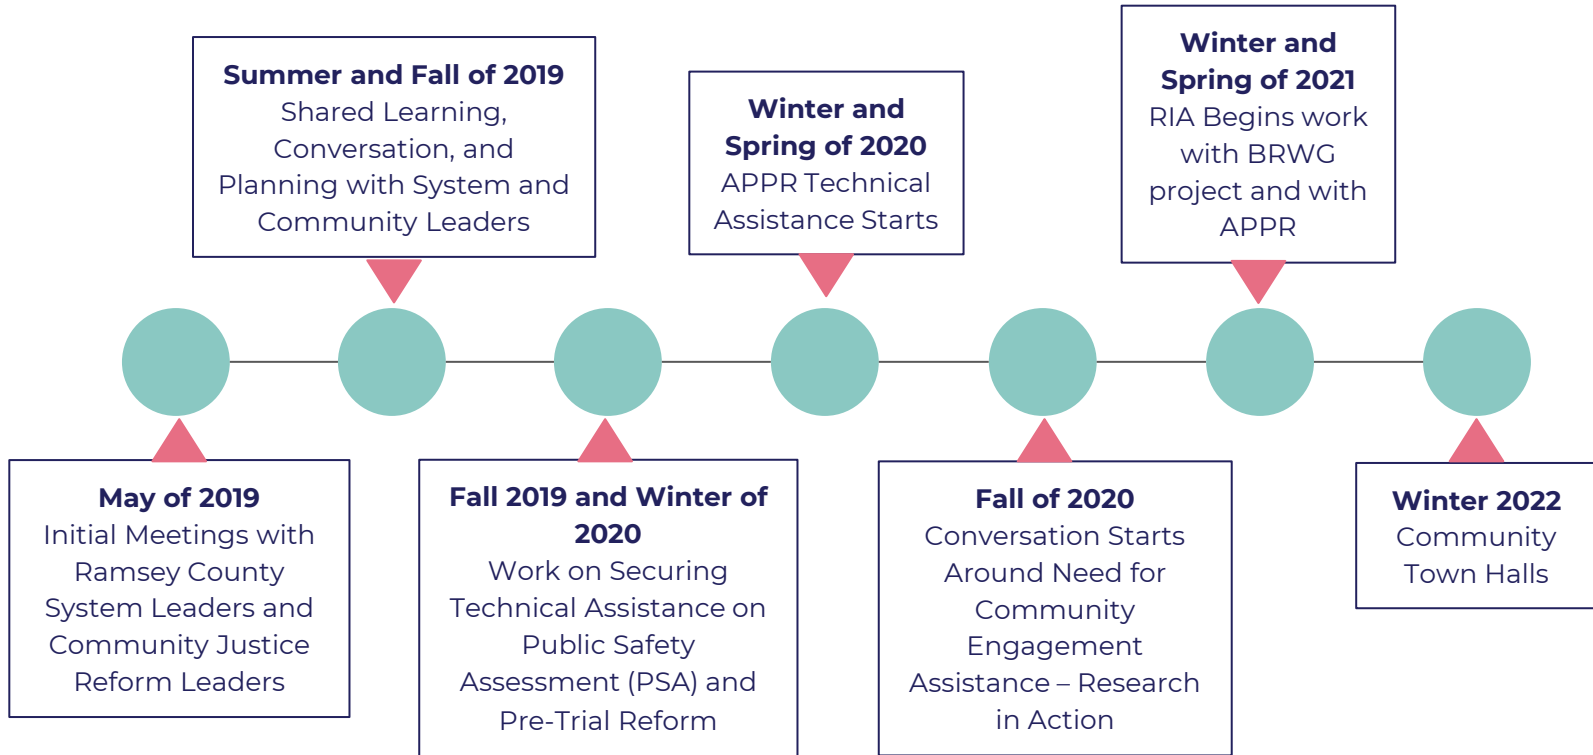 May of 2019
Initial Meetings with
Ramsey County
System Leaders and
Community Justice
Reform Leaders
Summer and Fall of 2019
Shared Learning,
Conversation, and
Planning with System and
Community Leaders
Fall 2019 and Winter of
2020
Work on Securing
Technical Assistance on
Public Safety
Assessment (PSA) and
Pre-Trial Reform
Winter and
Spring of 2020
APPR Technical
Assistance Starts
Fall of 2020
Conversation Starts
Around Need for
Community
Engagement
Assistance – Research
in Action
Winter and
Spring of 2021
RIA Begins work
with BRWG
project and with
APPR
Winter 2022
Community
Town Halls